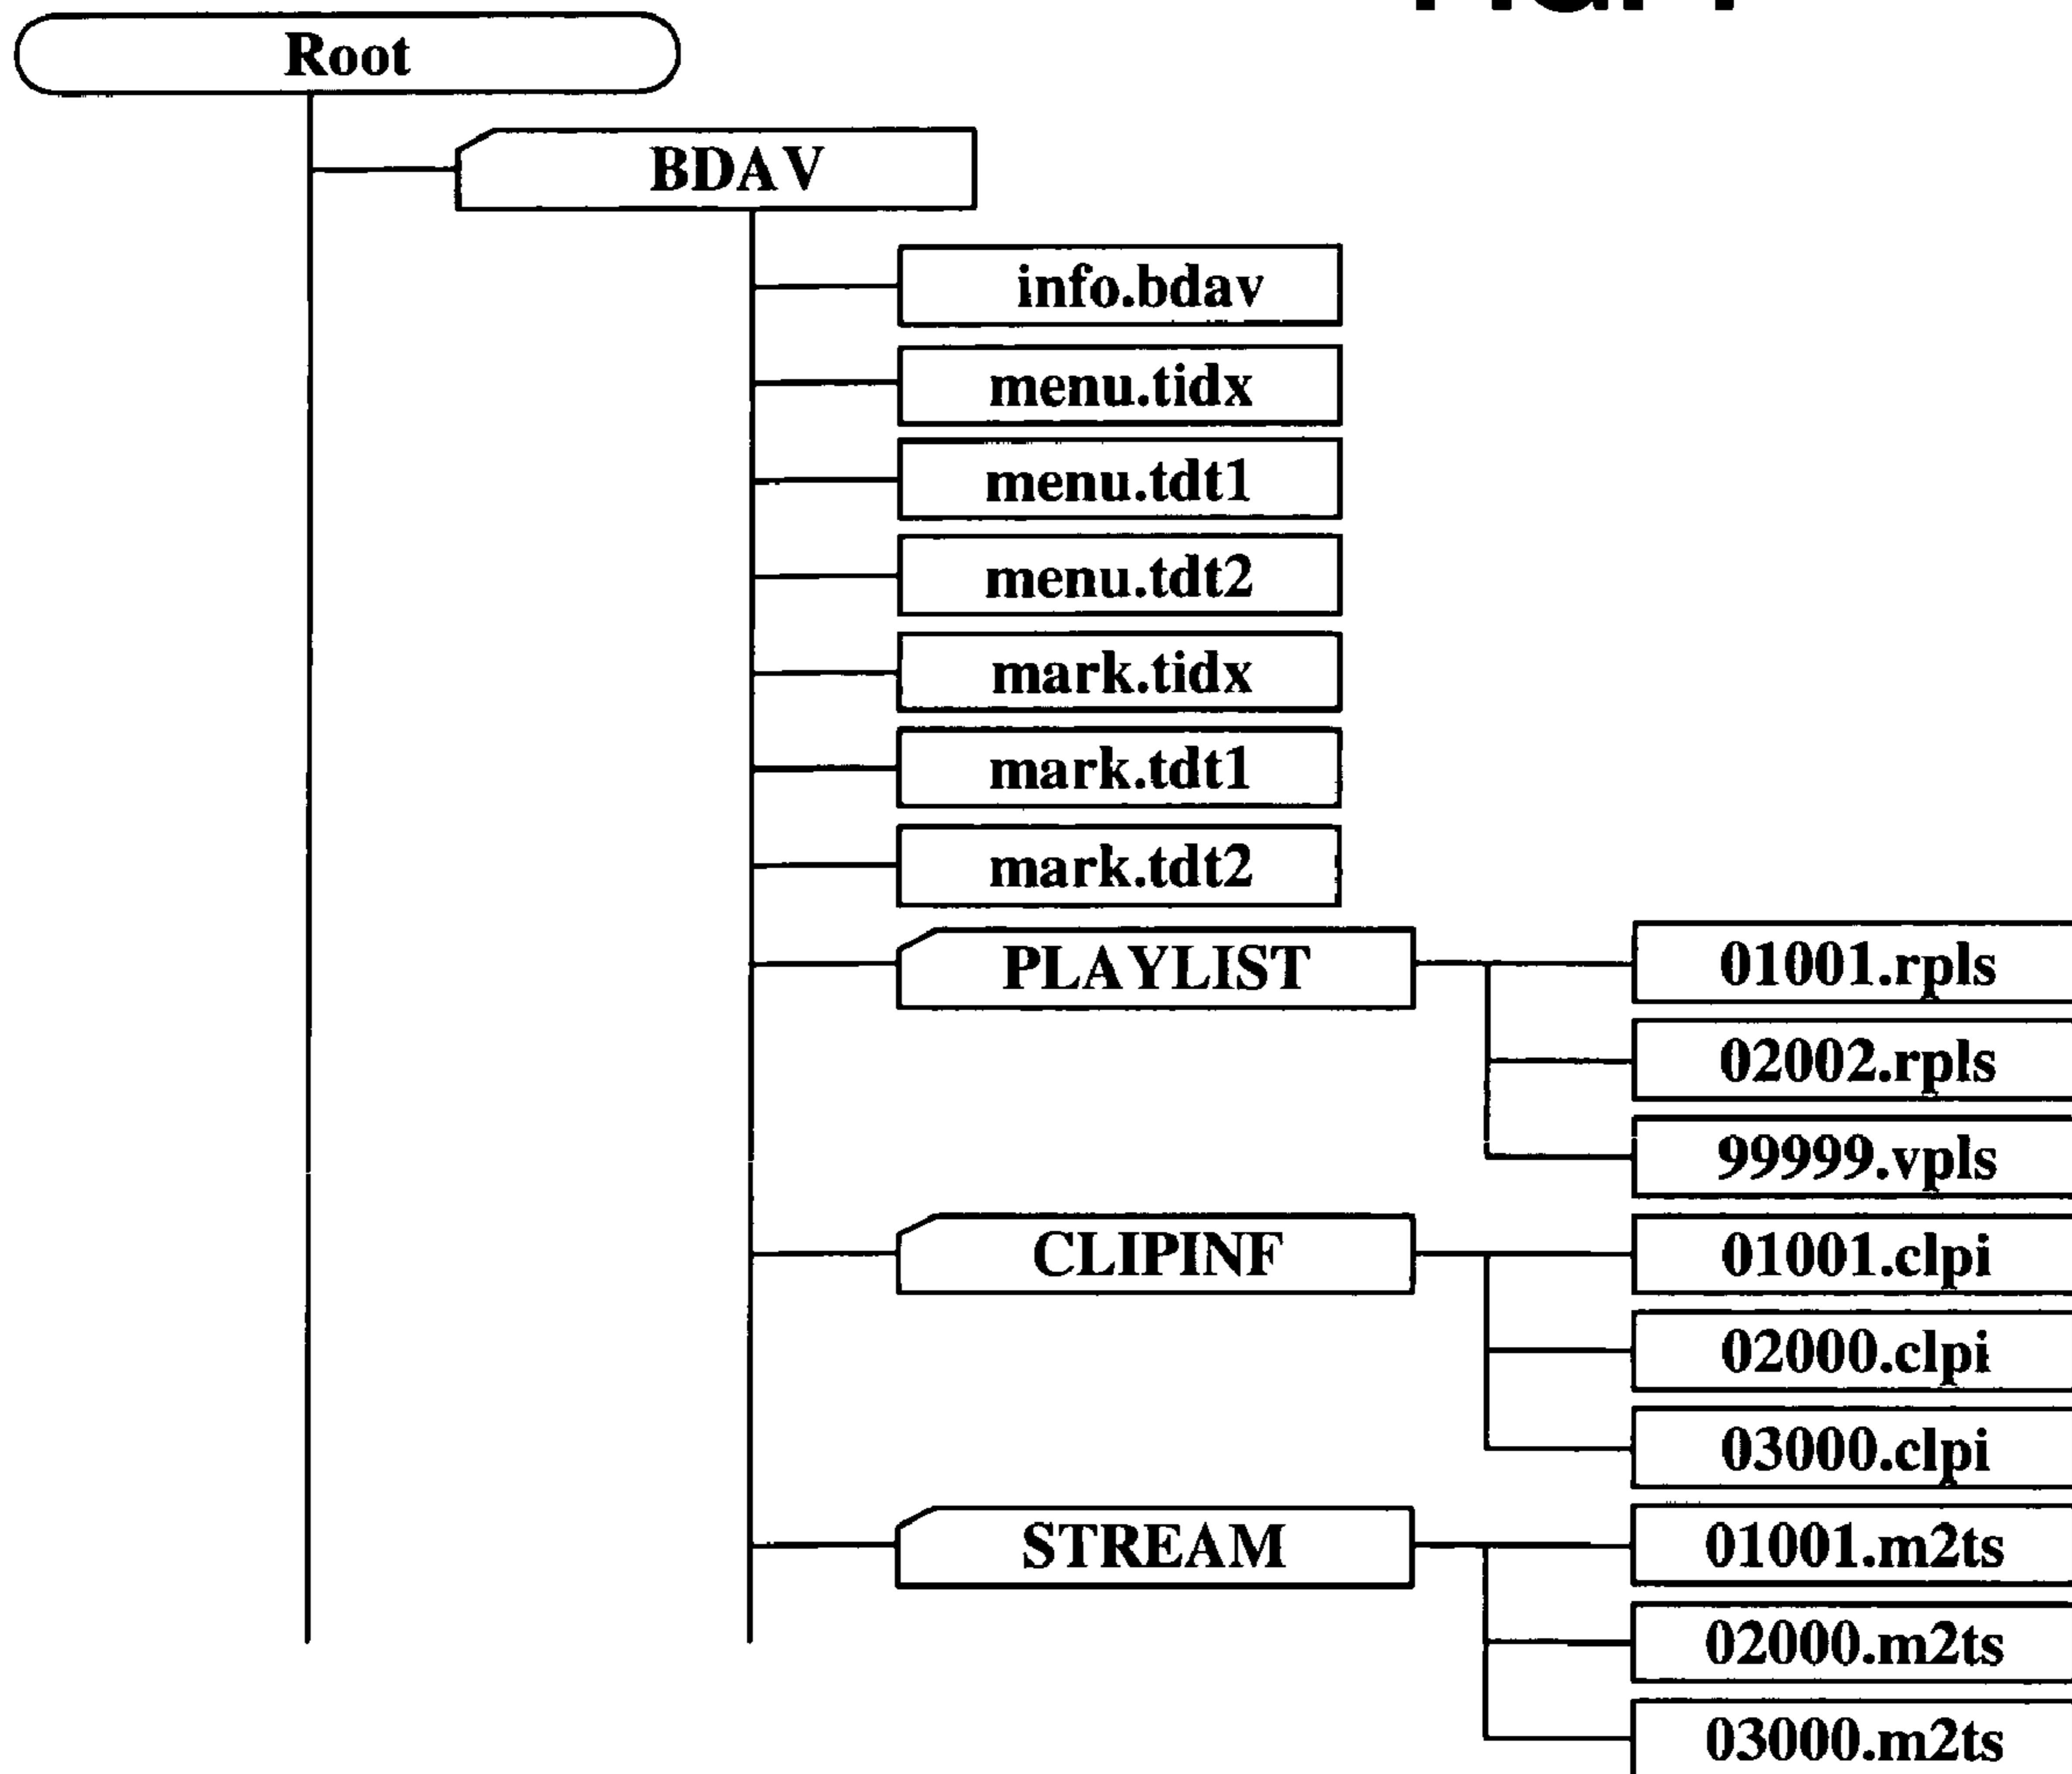 Root
BDAV
info.bdav
menu.tidx
menu.tdt1
menu.tdt2
mark.tidx
mark.tdt1
mark.tdt2
PLAYLIST
01001.rpls
02002.rpls
99999.vpls
CLIPINF
01001.clpi
02000.clpi
03000.clpi
STREAM
01001.m2ts
02000.m2ts
03000.m2ts